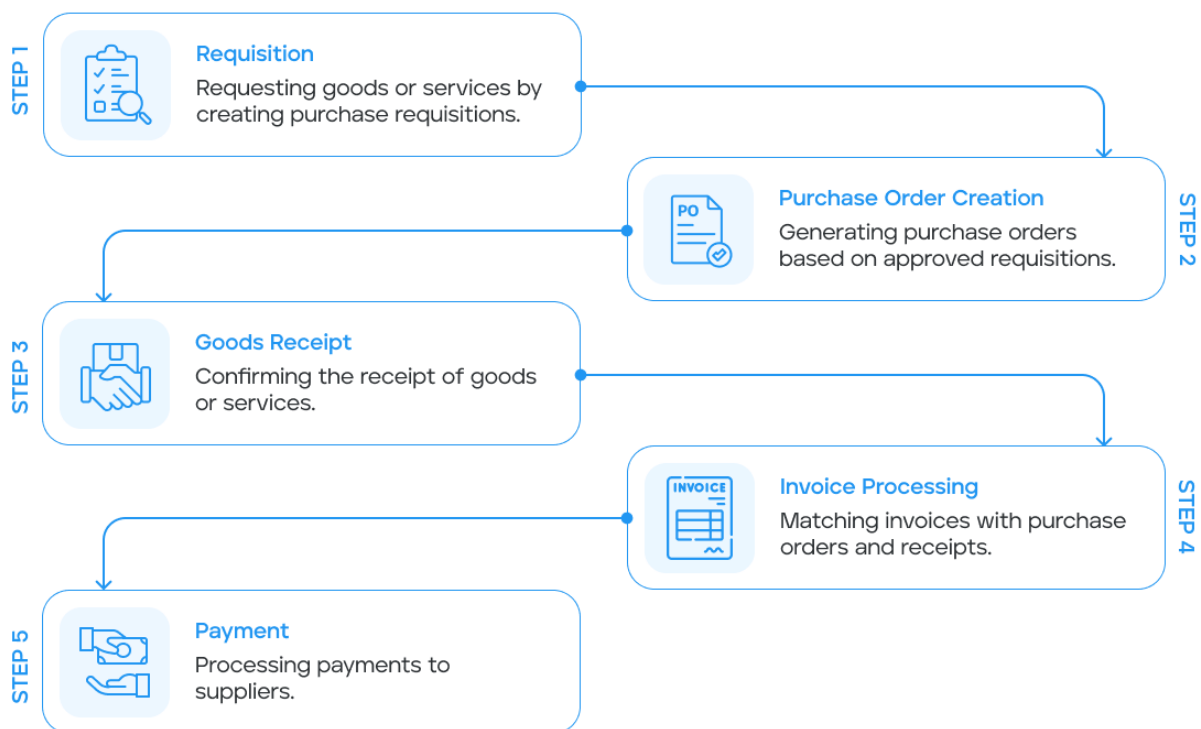 STEP 1
Requisition
Requesting goods or services by
creating purchase requisitions.
STEP 2
PO
Purchase Order Creation
Generating purchase orders
based on approved requisitions.
STEP 3
Goods Receipt
Confirming the receipt of goods
or services.
STEP 4
INVOICE
Invoice Processing
Matching invoices with purchase
orders and receipts.
STEP 5
Payment
Processing payments to
suppliers.